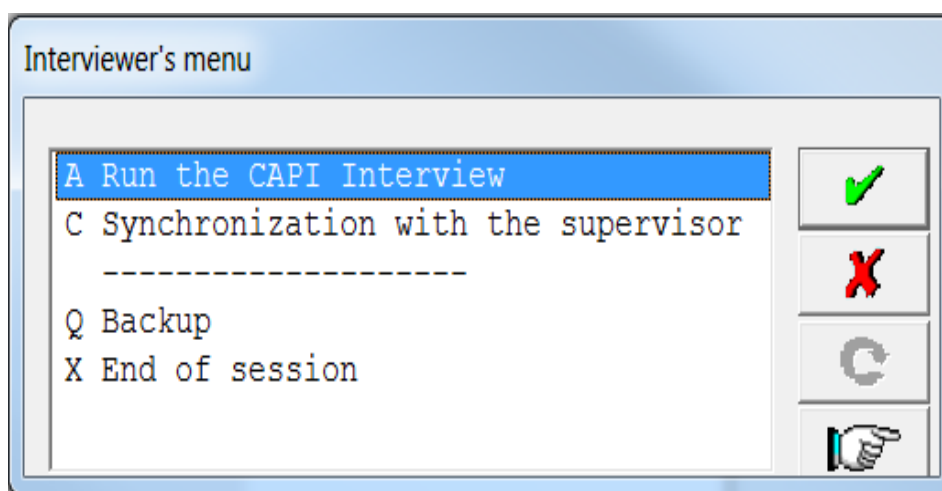 Interviewer's menu
A Run the CAPI Interview
C Synchronization with the supervisor
--------------------
Q Backup
X End of session